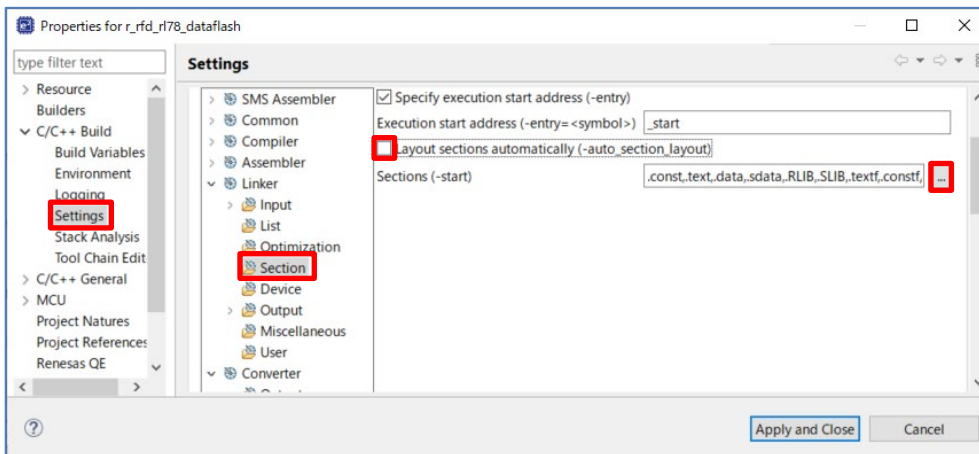 Properties for r_rfd_rl78_dataflash
type filter text
Settings
Resource
Builders
C/C++ Build
Build Variables
Environment
Logging
Settings
Stack Analysis
Tool Chain Edit
C/C++ General
MCU
Project Natures
Project References
Renesas QE
SMS Assembler
Common
Compiler
Assembler
Linker
Input
List
Optimization
Section
Device
Output
Miscellaneous
User
Converter
Specify execution start address (-entry)
Execution start address (-entry=<symbol>) _start
Layout sections automatically (-auto_section_layout)
Sections (-start) .const,.text,.data,.sdata,.RLIB,.SLIB,.textf,.constf, ...
Apply and Close
Cancel